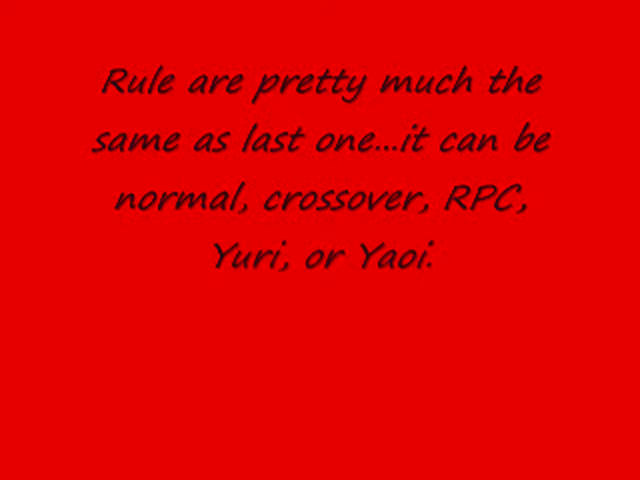 Rule are pretty much the
same as last one...it can be
normal, crossover, RPC,
Yuri, or Yaoi.